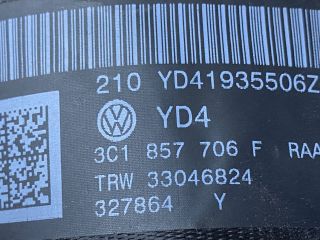 210 YD41935506Z
YD4
3C1 857 706 F RAA
TRW 33046824
327864 Y